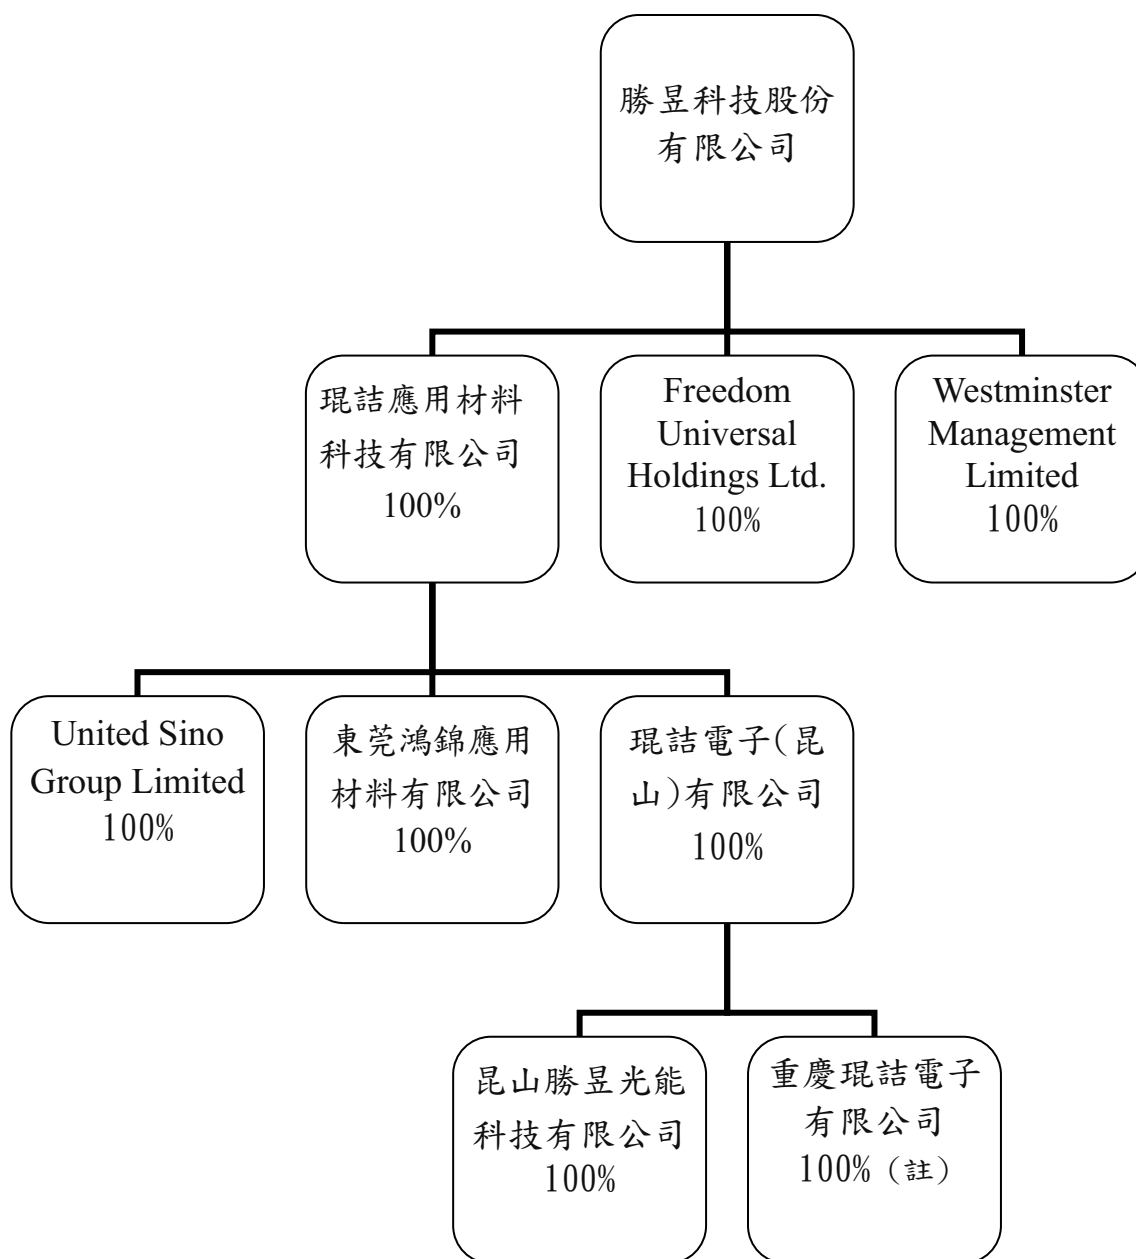 勝昱科技股份
有限公司
琨詰應用材料
科技有限公司
100%
Freedom
Universal
Holdings Ltd.
100%
Westminster
Management
Limited
100%
United Sino
Group Limited
100%
東莞鴻錦應用
材料有限公司
100%
琨詰電子(昆
山)有限公司
100%
昆山勝昱光能
科技有限公司
100%
重慶琨詰電子
有限公司
100%（註）